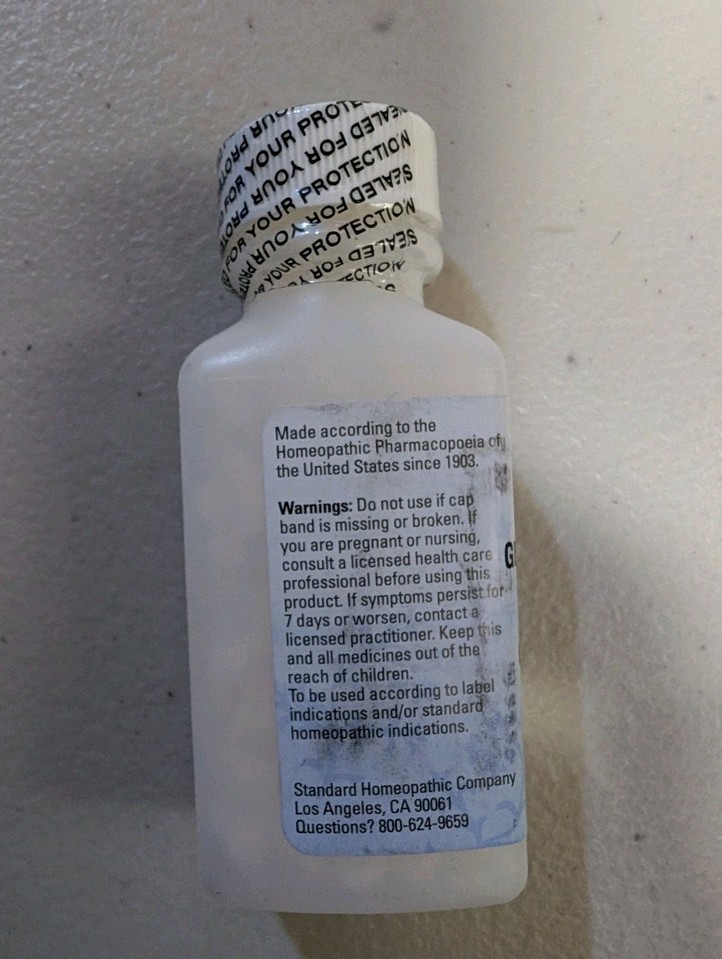 SEALED FOR YOUR PROTECTION
FOR YOUR PROTECTION
SEALED FOR YOUR
YOUR PROTECTION
SEALED FOR YOUR
Made according to the
Homeopathic Pharmacopoeia of
the United States since 1903.
Warnings: Do not use if cap
band is missing or broken. If
you are pregnant or nursing,
consult a licensed health care
professional before using this
product. If symptoms persist for
7 days or worsen, contact a
licensed practitioner. Keep this
and all medicines out of the
reach of children.
To be used according to label
indications and/or standard
homeopathic indications.
Standard Homeopathic Company
Los Angeles, CA 90061
Questions? 800-624-9659